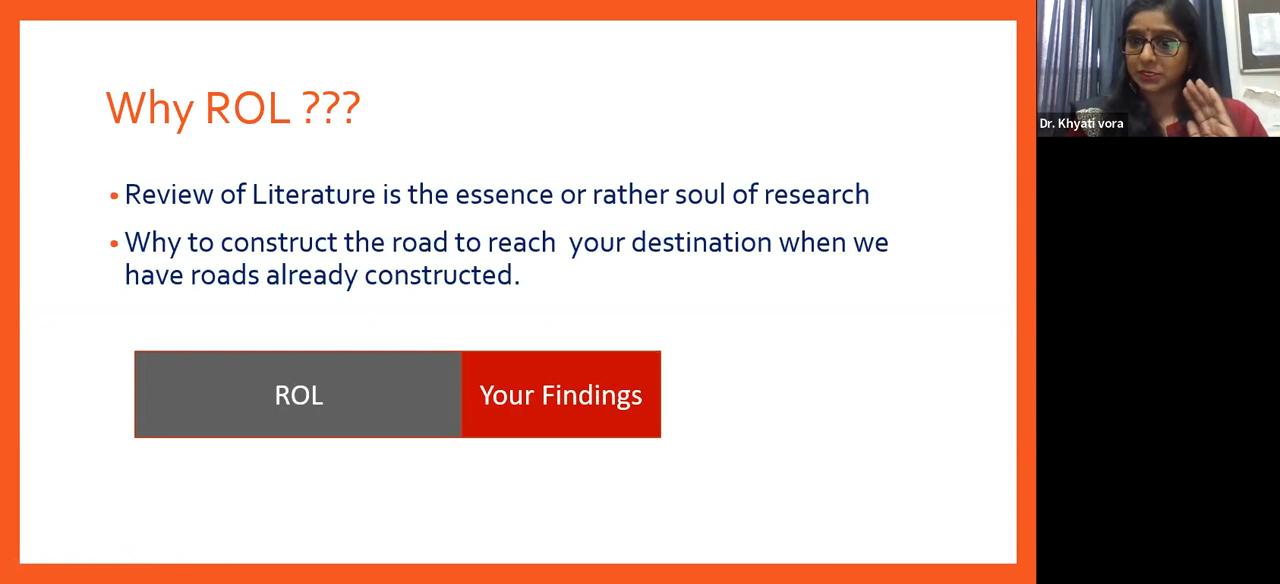 Why ROL ???
• Review of Literature is the essence or rather soul of research
• Why to construct the road to reach  your destination when we
have roads already constructed.
ROL
Your Findings
Dr. Khyati vora